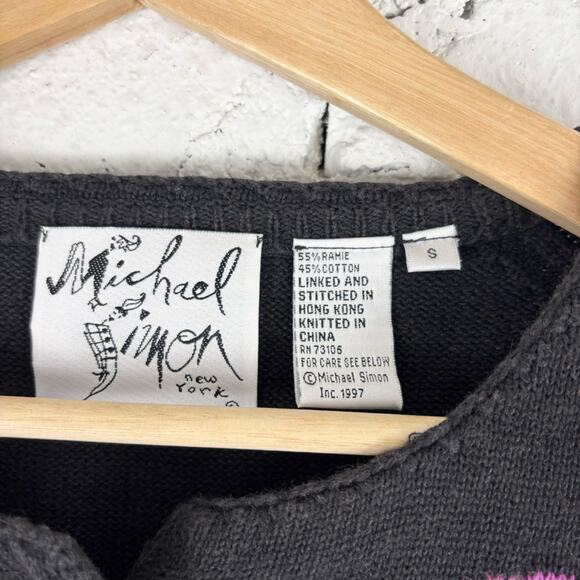 Michael
Simon
new
YORK
55% RAMIE
45% COTTON
LINKED AND
STITCHED IN
HONG KONG
KNITTED IN
CHINA
RN 73106
FOR CARE SEE BELOW
©Michael Simon
Inc. 1997
S